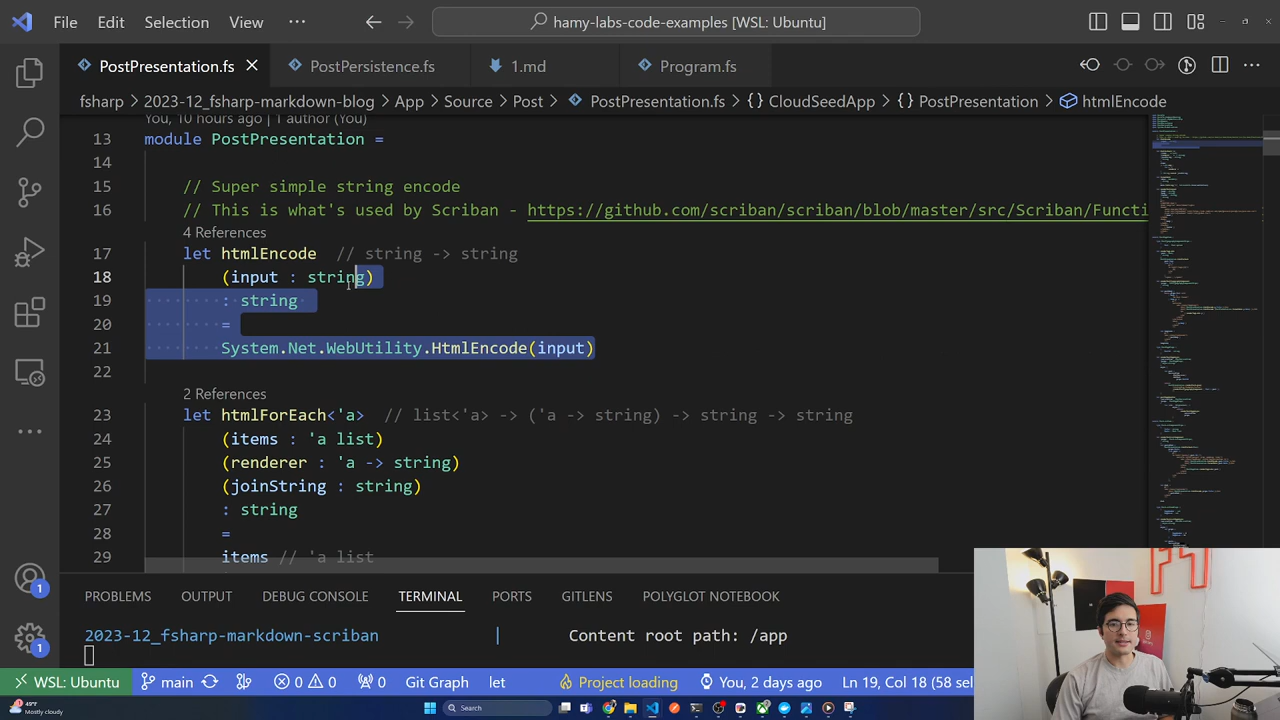 File Edit Selection View ··· hamy-labs-code-examples [WSL: Ubuntu]
PostPresentation.fs PostPersistence.fs 1.md Program.fs
fsharp > 2023-12_fsharp-markdown-blog > App > Source > Post > PostPresentation.fs > {} CloudSeedApp > {} PostPresentation > htmlEncode
You, 10 hours ago | 1 author (You)
13 module PostPresentation =
14
15 // Super simple string encode
16 // This is what's used by Scriban - https://github.com/scriban/scriban/blob/master/src/Scriban/Functi
4 References
17 let htmlEncode // string string
18 (input string)
19 : string
20 =
21 System.Net.WebUtility.HtmlEncode(input)
22
2 References
23 let htmlForEach<'a> list -> ('a string) -> string -> string
24 (items 'a list)
25 (renderer : 'a -> string)
26 (joinString : string)
27 : string
28 =
29 items // 'a list
PROBLEMS OUTPUT DEBUG CONSOLE TERMINAL PORTS GITLENS POLYGLOT NOTEBOOK
2023-12_fsharp-markdown-scriban | Content root path: /app
WSL: Ubuntu main 0 0 0 Git Graph let Project loading You, 2 days ago Ln 19, Col 18 (58 sel
49°F
Mostly cloudy
Search